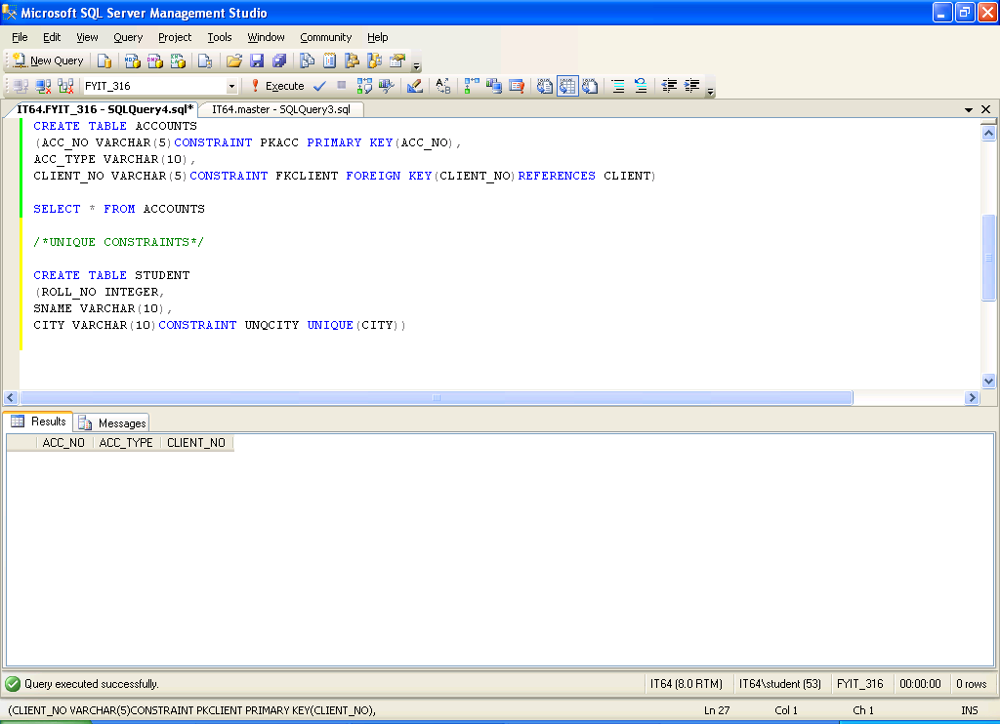 Microsoft SQL Server Management Studio
File Edit View Query Project Tools Window Community Help
New Query
FYIT_316 Execute
IT64.FYIT_316 - SQLQuery4.sql* IT64.master - SQLQuery3.sql
CREATE TABLE ACCOUNTS
(ACC_NO VARCHAR(5)CONSTRAINT PKACC PRIMARY KEY(ACC_NO),
ACC_TYPE VARCHAR(10),
CLIENT_NO VARCHAR(5)CONSTRAINT FKCLIENT FOREIGN KEY(CLIENT_NO)REFERENCES CLIENT)
SELECT * FROM ACCOUNTS
/*UNIQUE CONSTRAINTS*/
CREATE TABLE STUDENT
(ROLL_NO INTEGER,
SNAME VARCHAR(10),
CITY VARCHAR(10)CONSTRAINT UNQCITY UNIQUE(CITY))
Results Messages
ACC_NO ACC_TYPE CLIENT_NO
Query executed successfully. IT64 (8.0 RTM) IT64\student (53) FYIT_316 00:00:00 0 rows
(CLIENT_NO VARCHAR(5)CONSTRAINT PKCLIENT PRIMARY KEY(CLIENT_NO), Ln 27 Col 1 Ch 1 INS